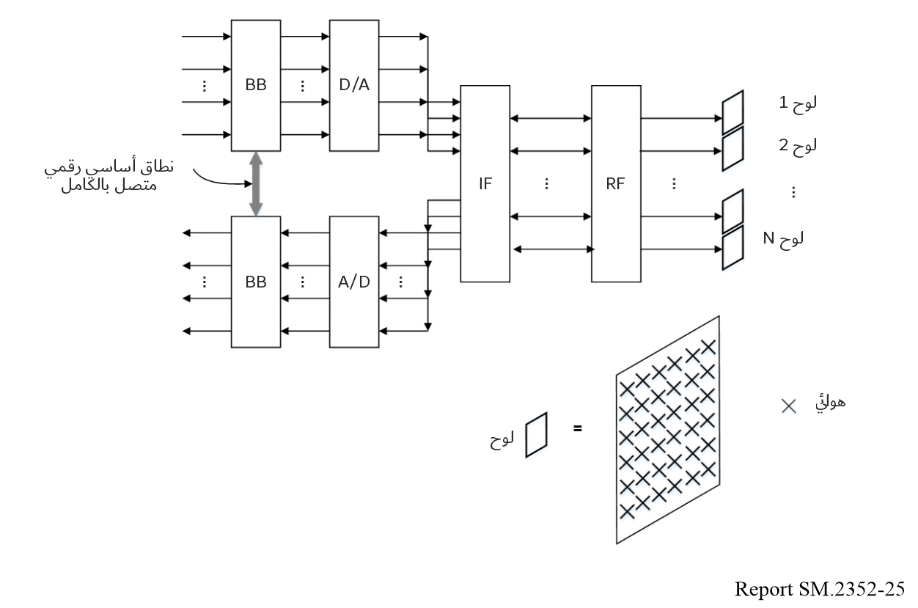 BB
D/A
نطاق أساسي رقمي
متصل بالكامل
BB
A/D
IF
RF
لوح 1
لوح 2
لوح N
لوح
=
هوائي
Report SM.2352-25